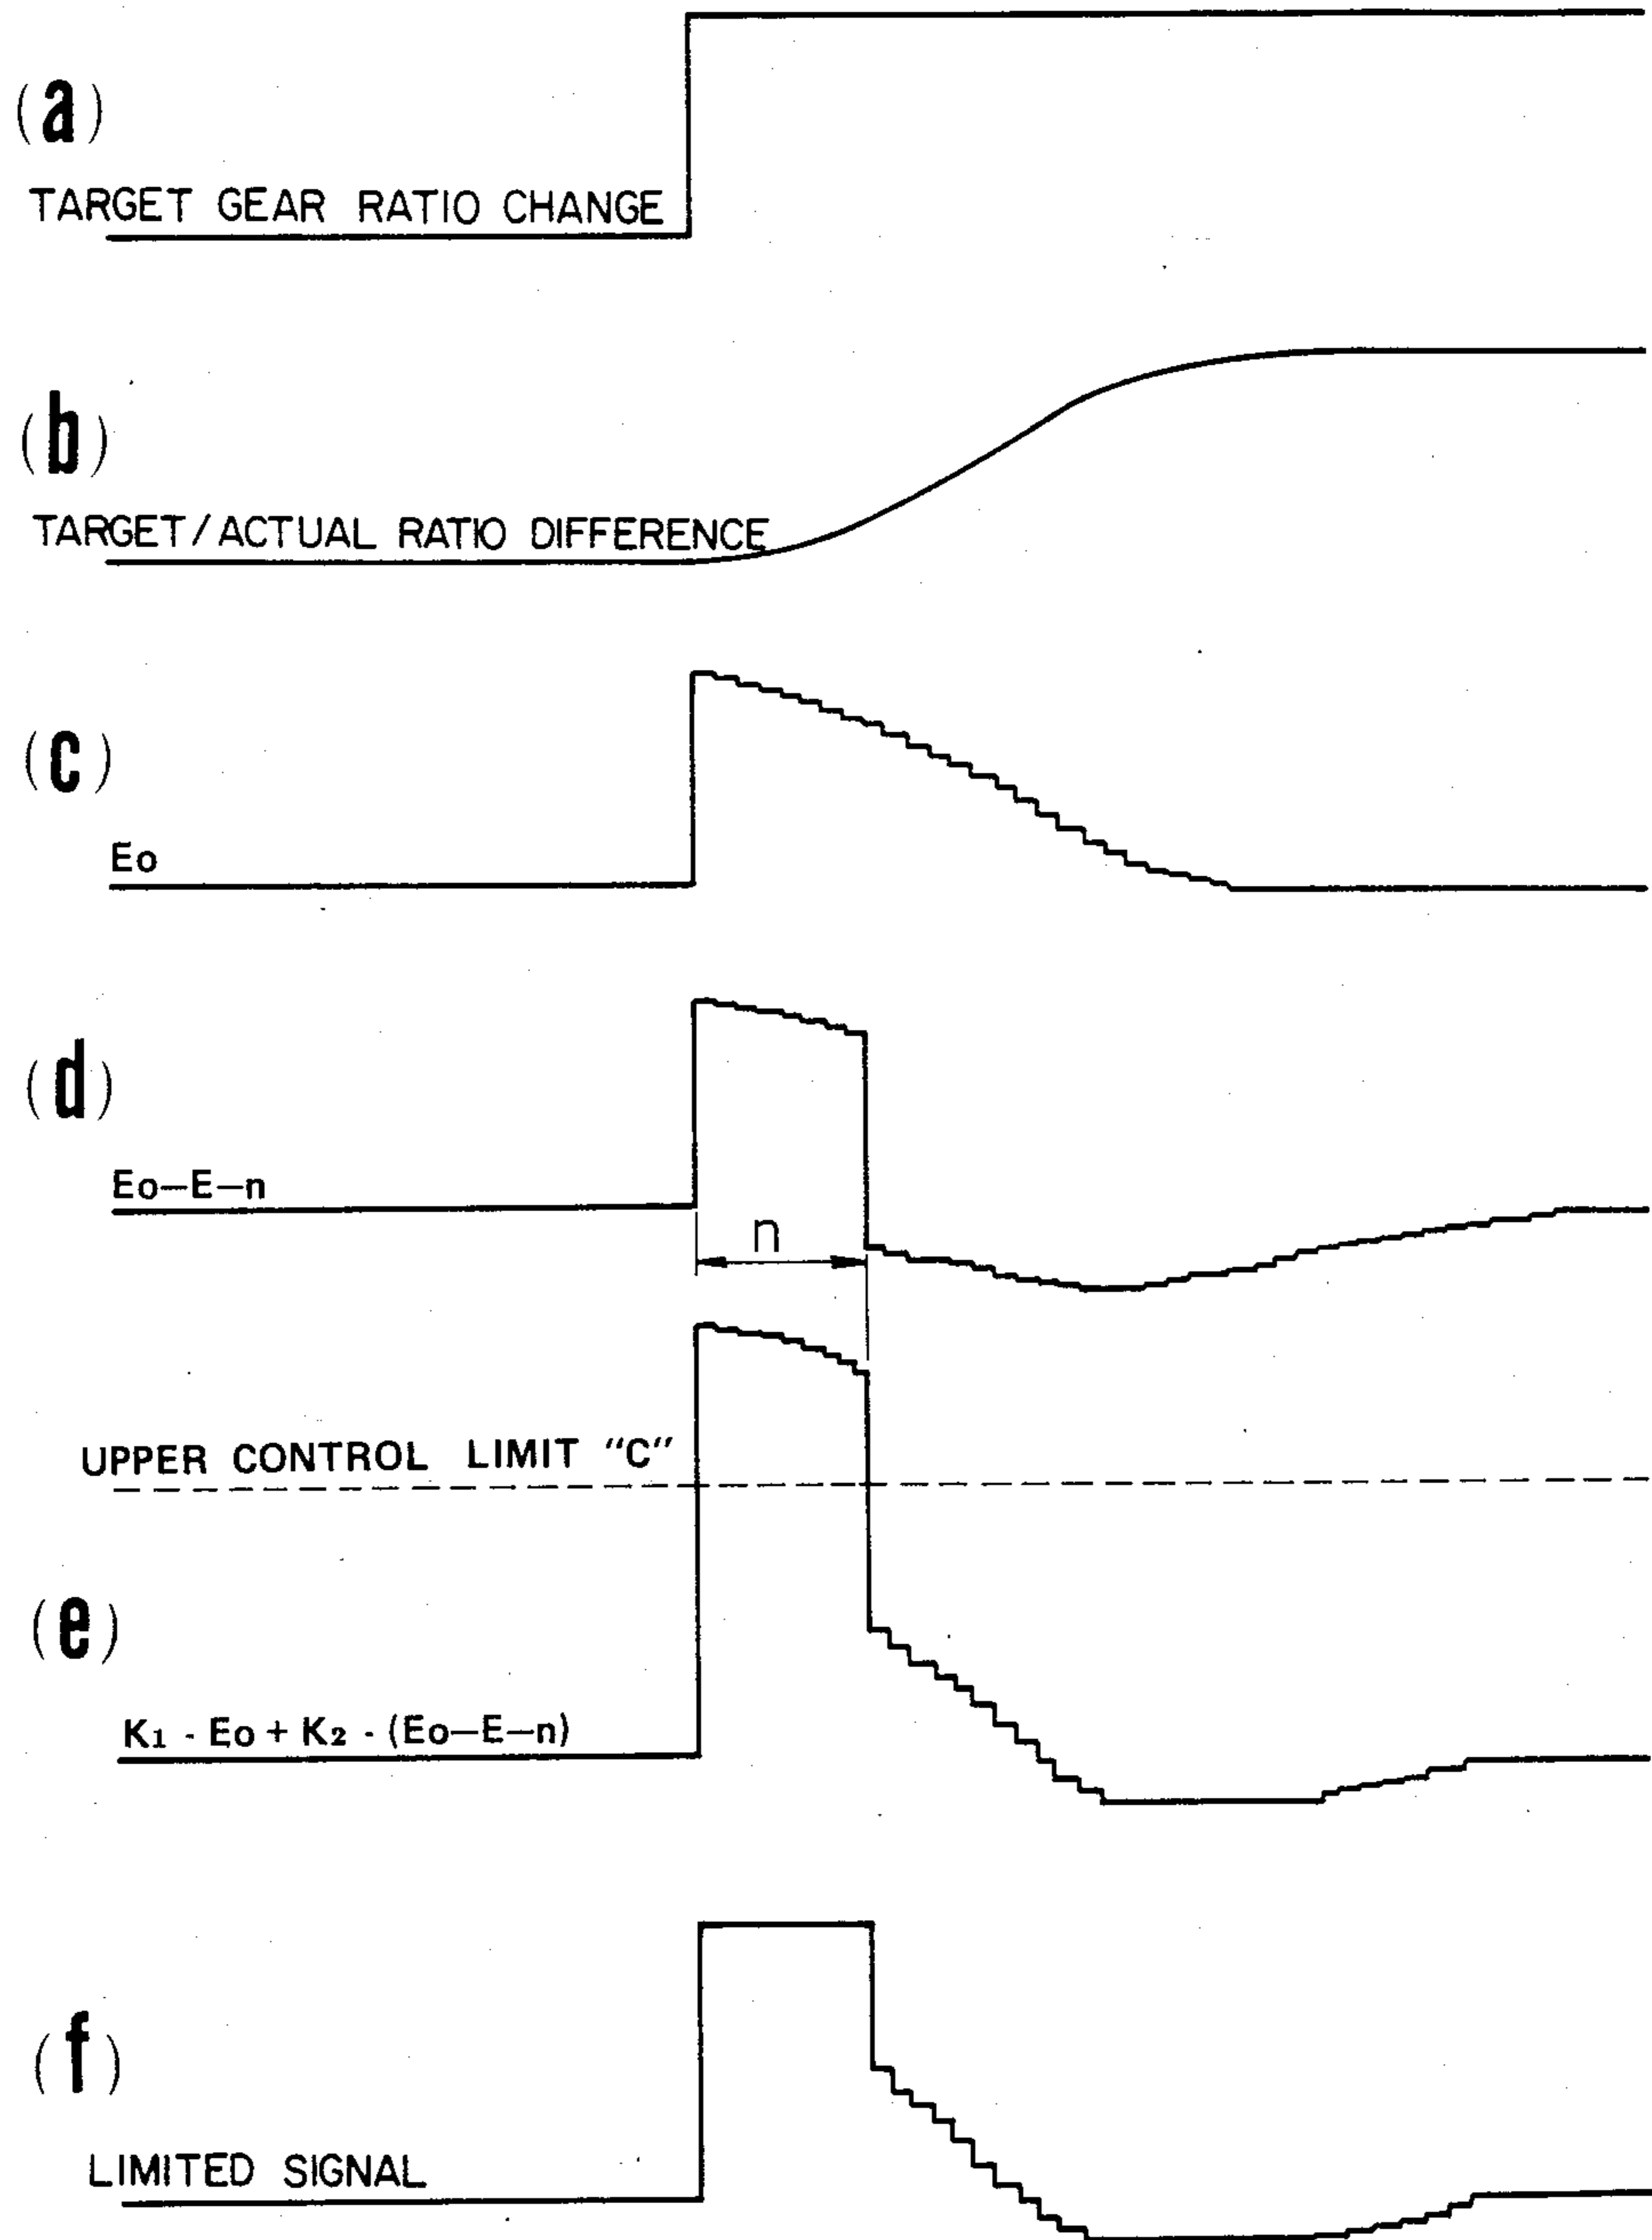 (a)
TARGET GEAR RATIO CHANGE
(b)
TARGET/ACTUAL RATIO DIFFERENCE
(c)
Eo
(d)
Eo−E−n
n
UPPER CONTROL LIMIT "C"
(e)
K1 · Eo + K2 · (Eo−E−n)
(f)
LIMITED SIGNAL